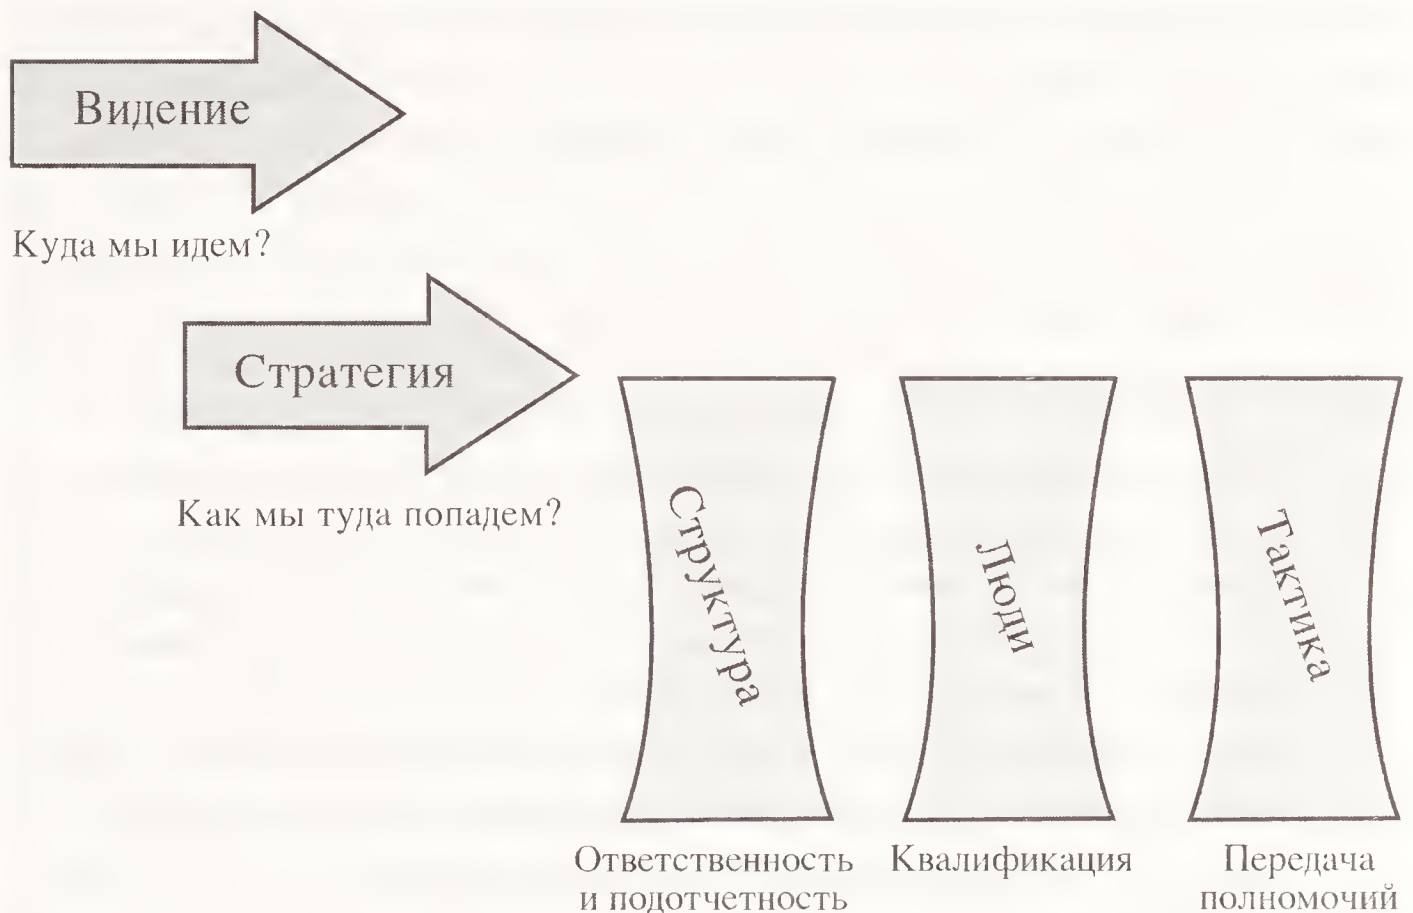 Видение
Куда мы идем?
Стратегия
Как мы туда попадем?
Структура
Люди
Тактика
Ответственность
и подотчетность
Квалификация
Передача
полномочий